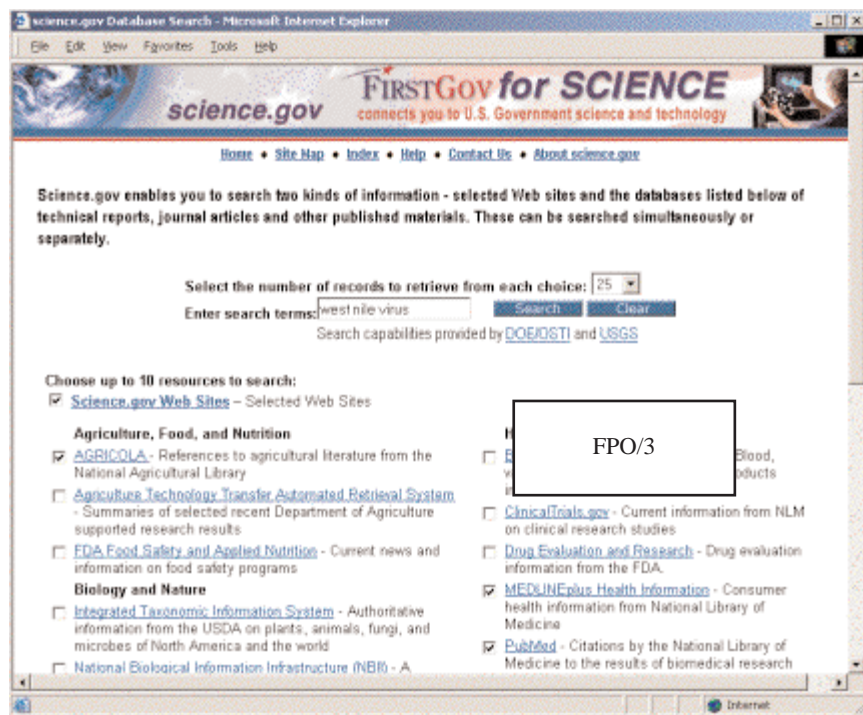 science.gov Database Search - Microsoft Internet Explorer
File Edit View Favorites Tools Help
science.gov
FIRSTGOV for SCIENCE
connects you to U.S. Government science and technology
Home • Site Map • Index • Help • Contact Us • About science.gov
Science.gov enables you to search two kinds of information - selected Web sites and the databases listed below of
technical reports, journal articles and other published materials. These can be searched simultaneously or
separately.
Select the number of records to retrieve from each choice: 25
Enter search terms: west nile virus Search Clear
Search capabilities provided by DOE/OSTI and USGS
Choose up to 10 resources to search:
Science.gov Web Sites – Selected Web Sites
Agriculture, Food, and Nutrition
AGRICOLA - References to agricultural literature from the
National Agricultural Library
Agriculture Technology Transfer Automated Retrieval System
- Summaries of selected recent Department of Agriculture
supported research results
FDA Food Safety and Applied Nutrition - Current news and
information on food safety programs
Biology and Nature
Integrated Taxonomic Information System - Authoritative
information from the USDA on plants, animals, fungi, and
microbes of North America and the world
National Biological Information Infrastructure (NBII) - A
FPO/3
Blood,
ClinicalTrials.gov - Current information from NLM
on clinical research studies
Drug Evaluation and Research - Drug evaluation
information from the FDA.
MEDLINEplus Health Information - Consumer
health information from National Library of
Medicine
PubMed - Citations by the National Library of
Medicine to the results of biomedical research
Internet